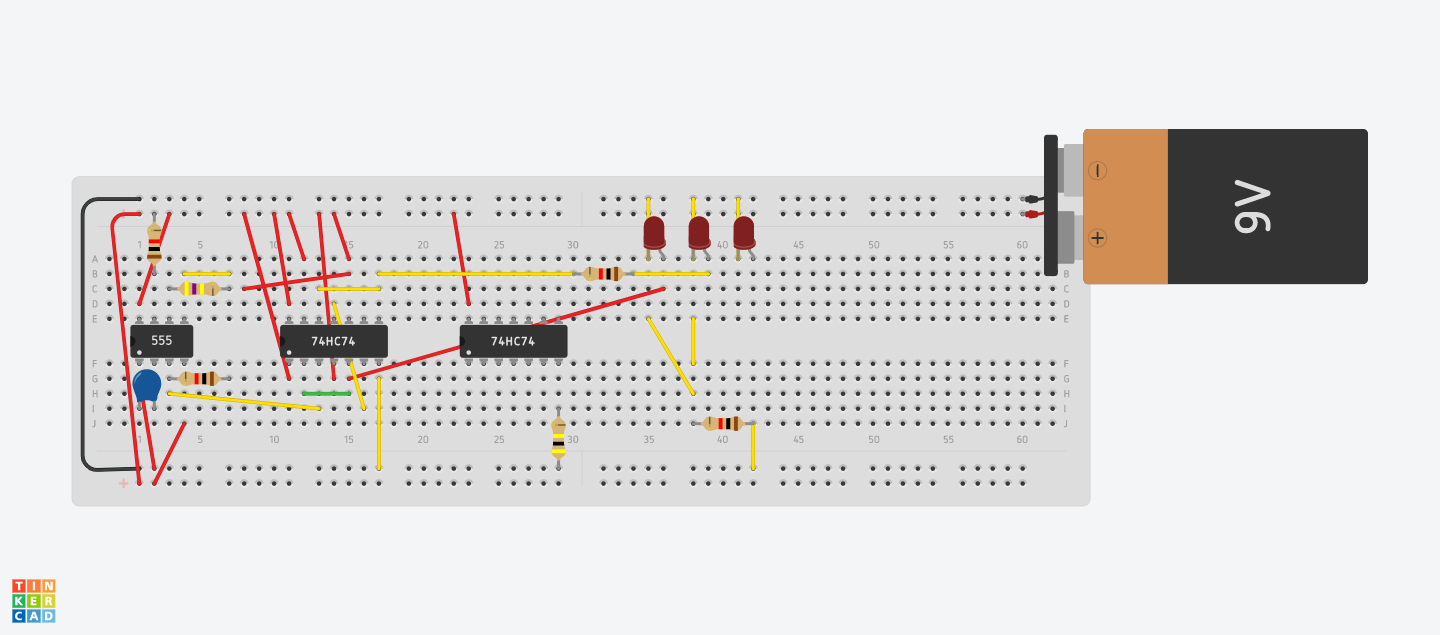 1 5 10 15 20 25 30 35 40 45 50 55 60
A A
B B
C C
D D
E E
555 74HC74 74HC74
F F
G G
H H
I I
J J
1 5 10 15 20 25 30 35 40 45 50 55 60
+
− +
9V
TIN
KER
CAD